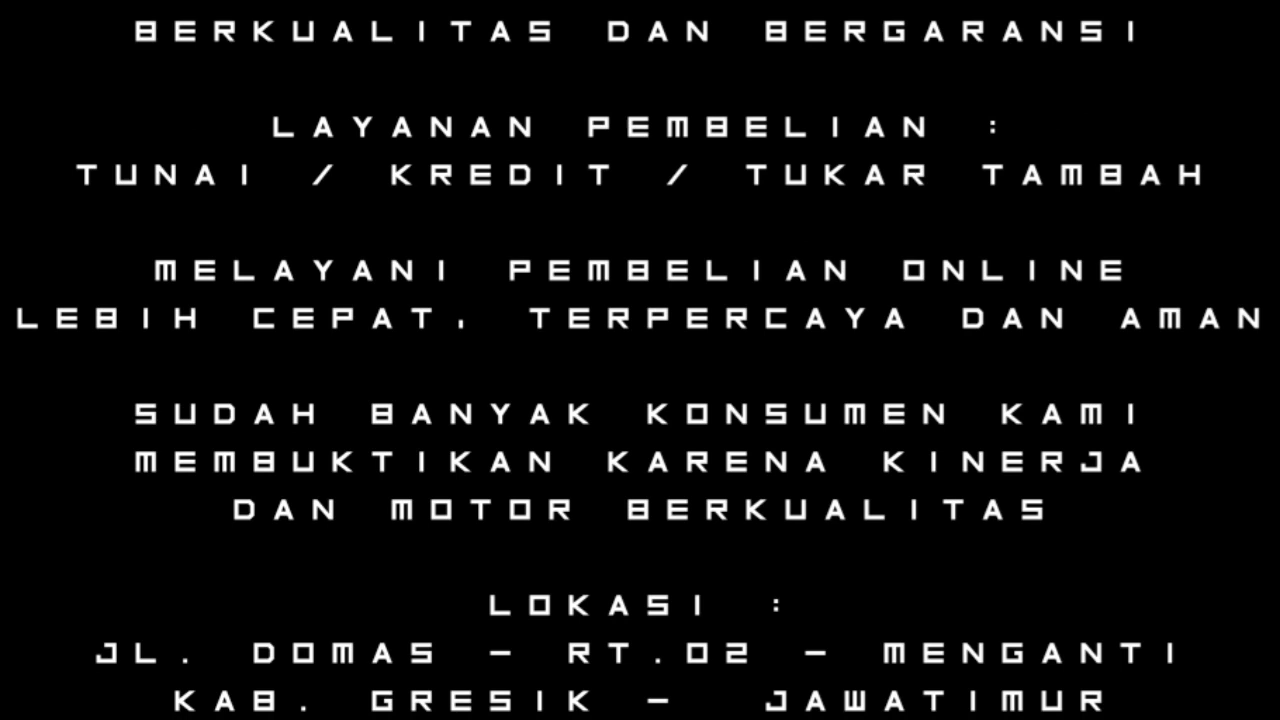 BERKUALITAS DAN BERGARANSI
LAYANAN PEMBELIAN :
TUNAI / KREDIT / TUKAR TAMBAH
MELAYANI PEMBELIAN ONLINE
LEBIH CEPAT, TERPERCAYA DAN AMAN
SUDAH BANYAK KONSUMEN KAMI
MEMBUKTIKAN KARENA KINERJA
DAN MOTOR BERKUALITAS
LOKASI :
JL. DOMAS - RT.02 - MENGANTI
KAB. GRESIK - JAWATIMUR